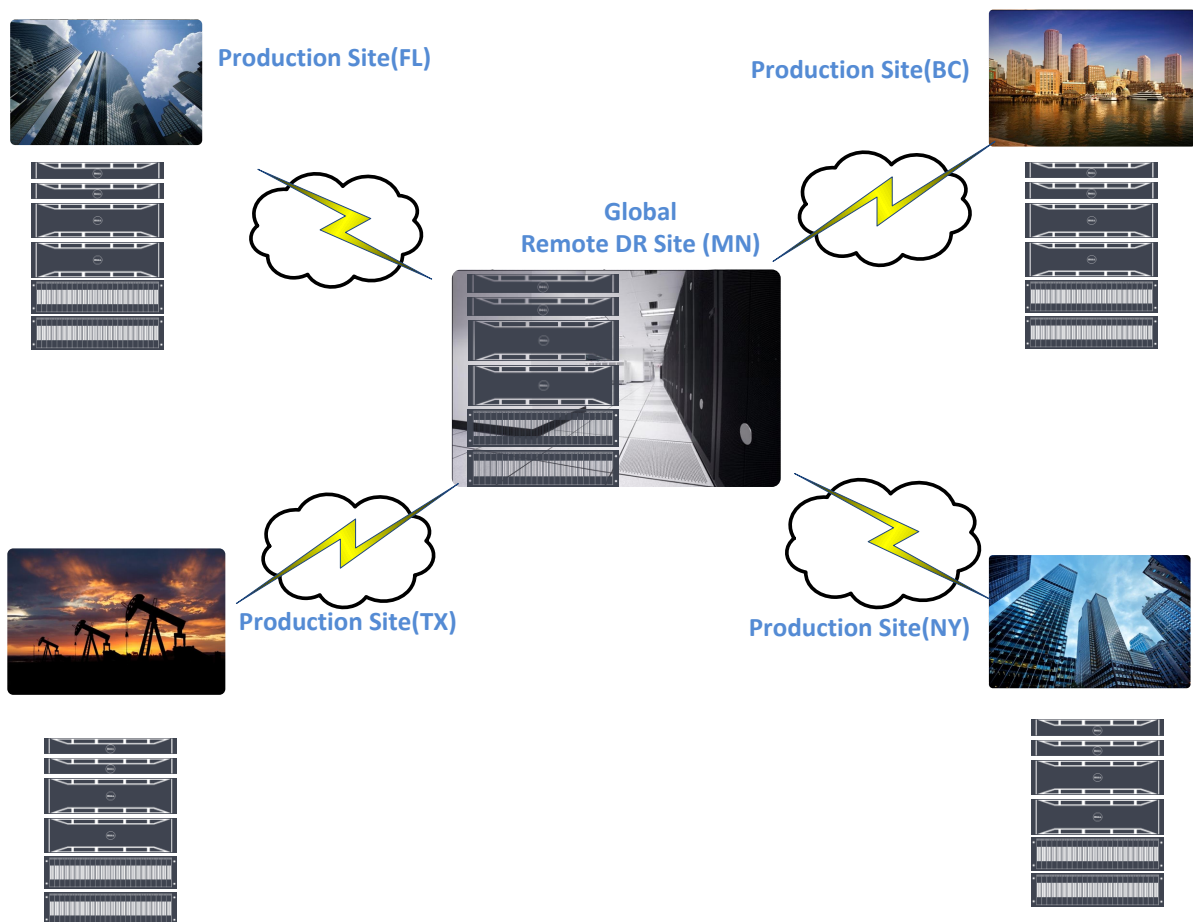 Production Site(FL)
Production Site(BC)
Global
Remote DR Site (MN)
Production Site(TX)
Production Site(NY)